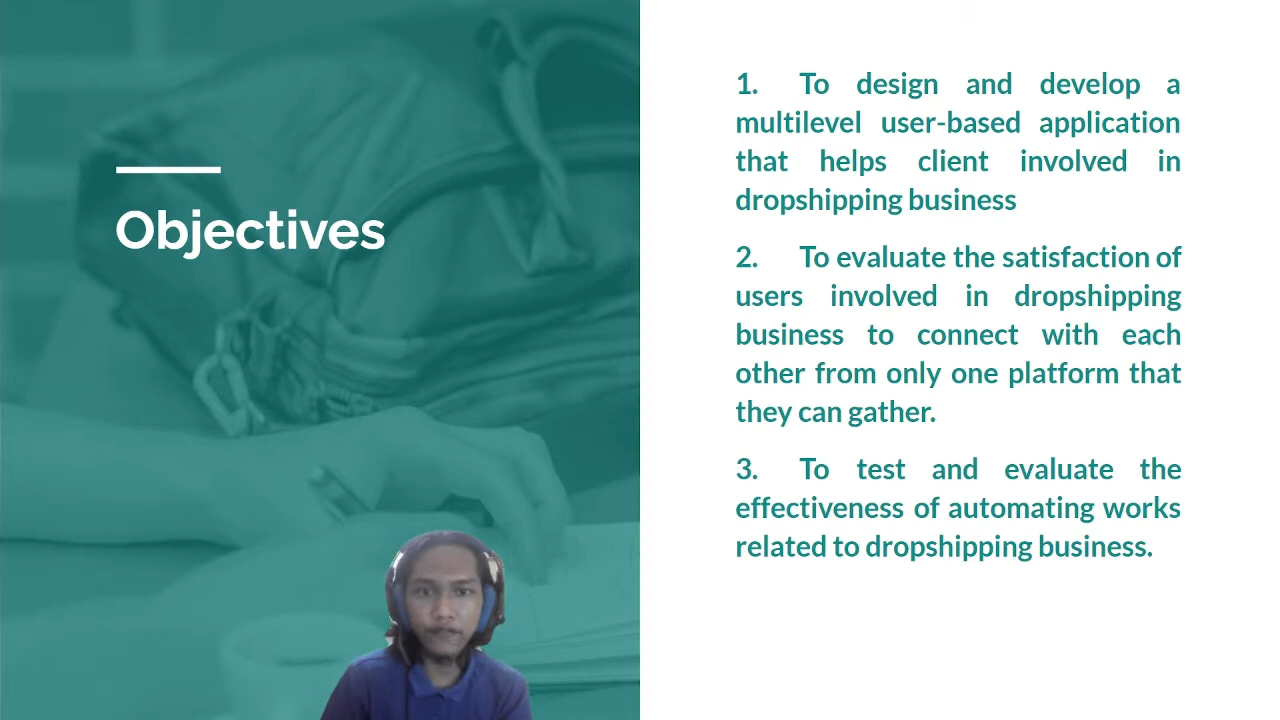 Objectives
1. To design and develop a
multilevel user-based application
that helps client involved in
dropshipping business
2. To evaluate the satisfaction of
users involved in dropshipping
business to connect with each
other from only one platform that
they can gather.
3. To test and evaluate the
effectiveness of automating works
related to dropshipping business.